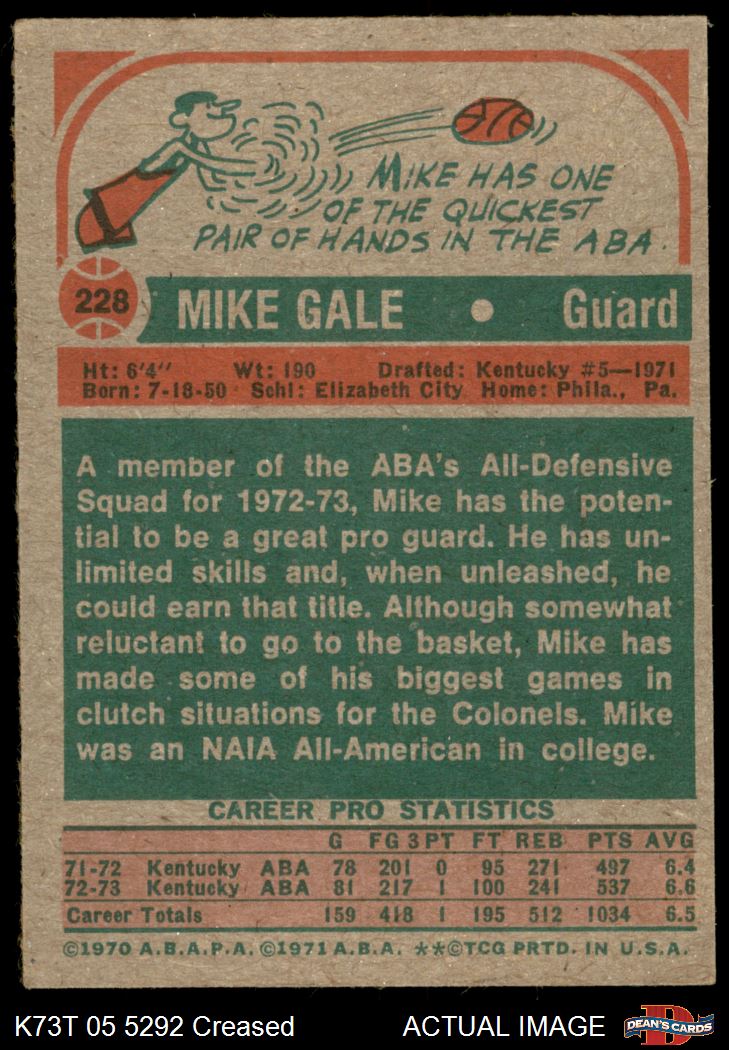 MIKE HAS ONE
OF THE QUICKEST
PAIR OF HANDS IN THE ABA.
228 MIKE GALE • Guard
Ht: 6'4" Wt: 190 Drafted: Kentucky #5—1971
Born: 7-18-50 Schl: Elizabeth City Home: Phila., Pa.
A member of the ABA's All-Defensive
Squad for 1972-73, Mike has the poten-
tial to be a great pro guard. He has un-
limited skills and, when unleashed, he
could earn that title. Although somewhat
reluctant to go to the basket, Mike has
made some of his biggest games in
clutch situations for the Colonels. Mike
was an NAIA All-American in college.
CAREER PRO STATISTICS
G FG 3PT FT REB PTS AVG
71-72 Kentucky ABA 78 201 0 95 271 497 6.4
72-73 Kentucky ABA 81 217 1 100 241 537 6.6
Career Totals 159 418 1 195 512 1034 6.5
©1970 A.B.A.P.A. ©1971 A.B.A. **©TCG PRTD. IN U.S.A.
K73T 05 5292 Creased ACTUAL IMAGE DEAN'S CARDS